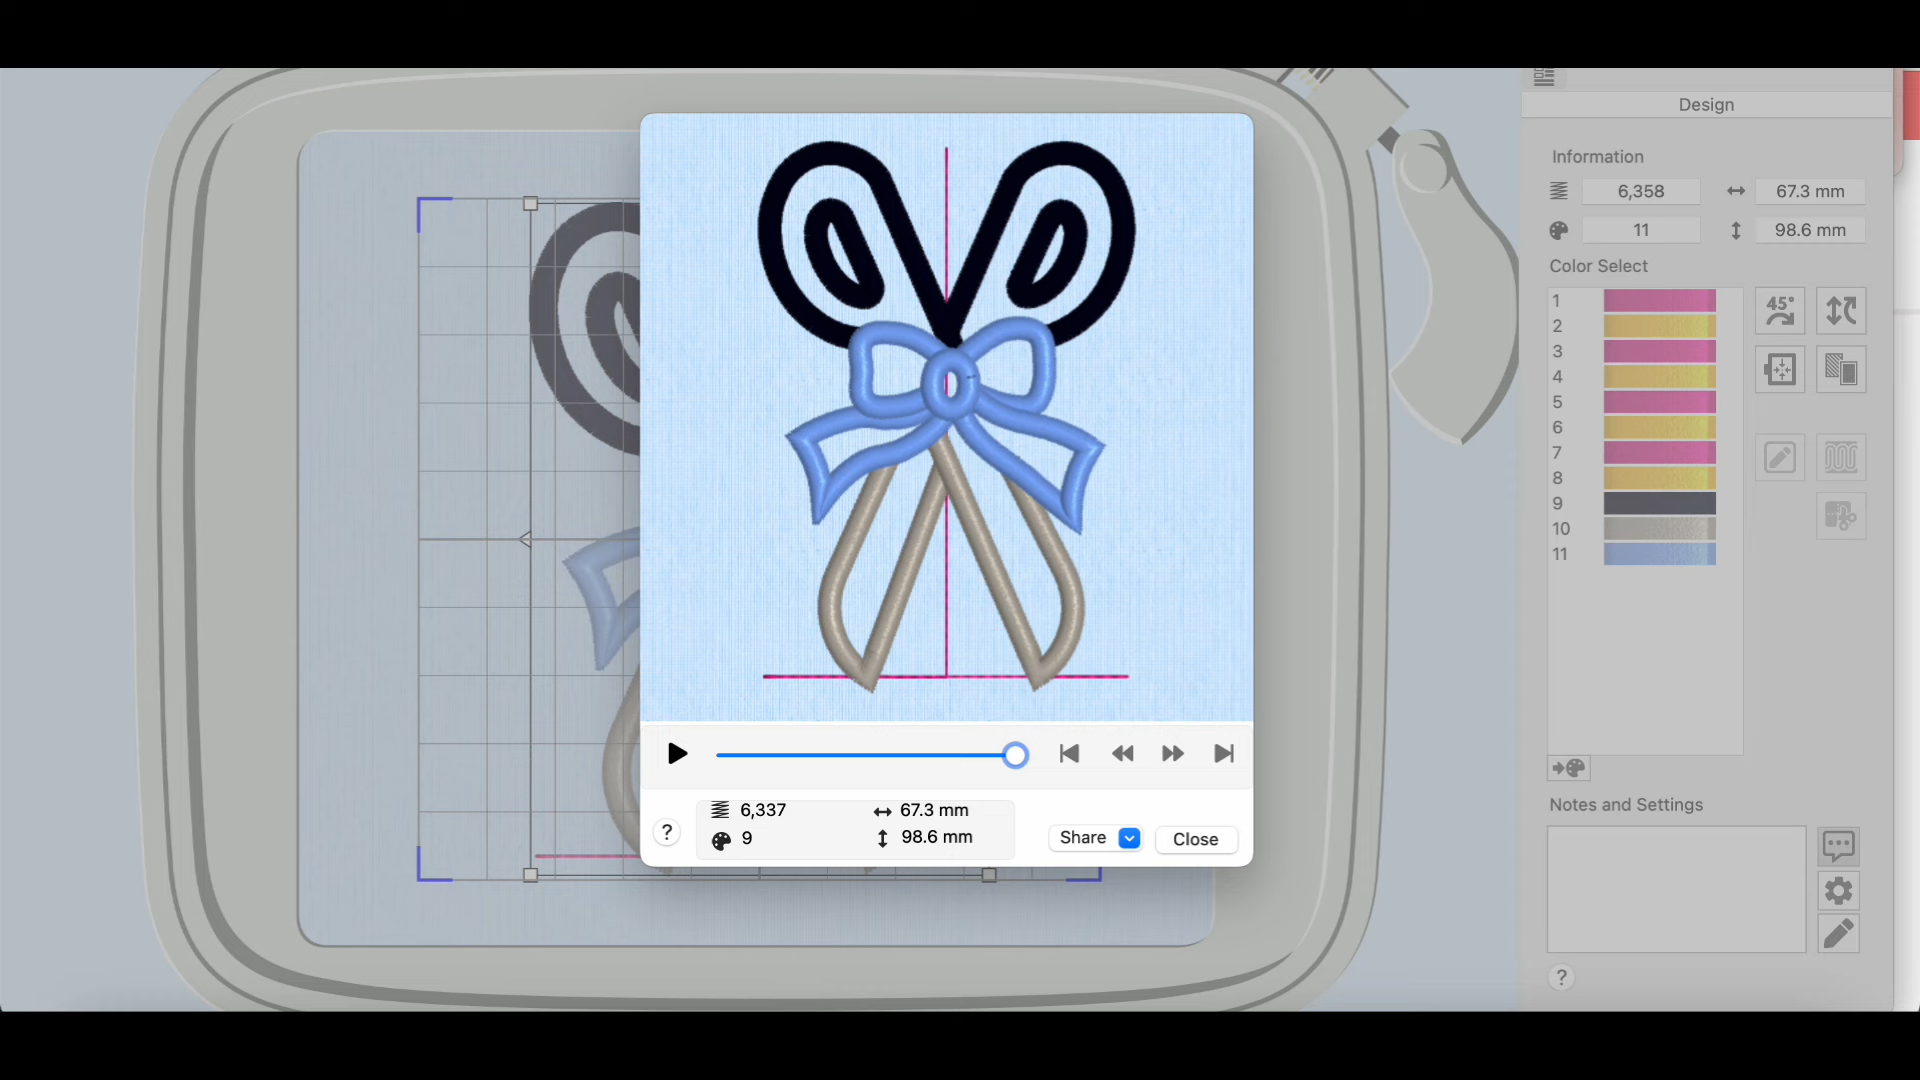 Design
Information
6,358 67.3 mm
11 98.6 mm
Color Select
1
2
3
4
5
6
7
8
9
10
11
45°
Notes and Settings
?
6,337 67.3 mm
9 98.6 mm
?
Share
Close